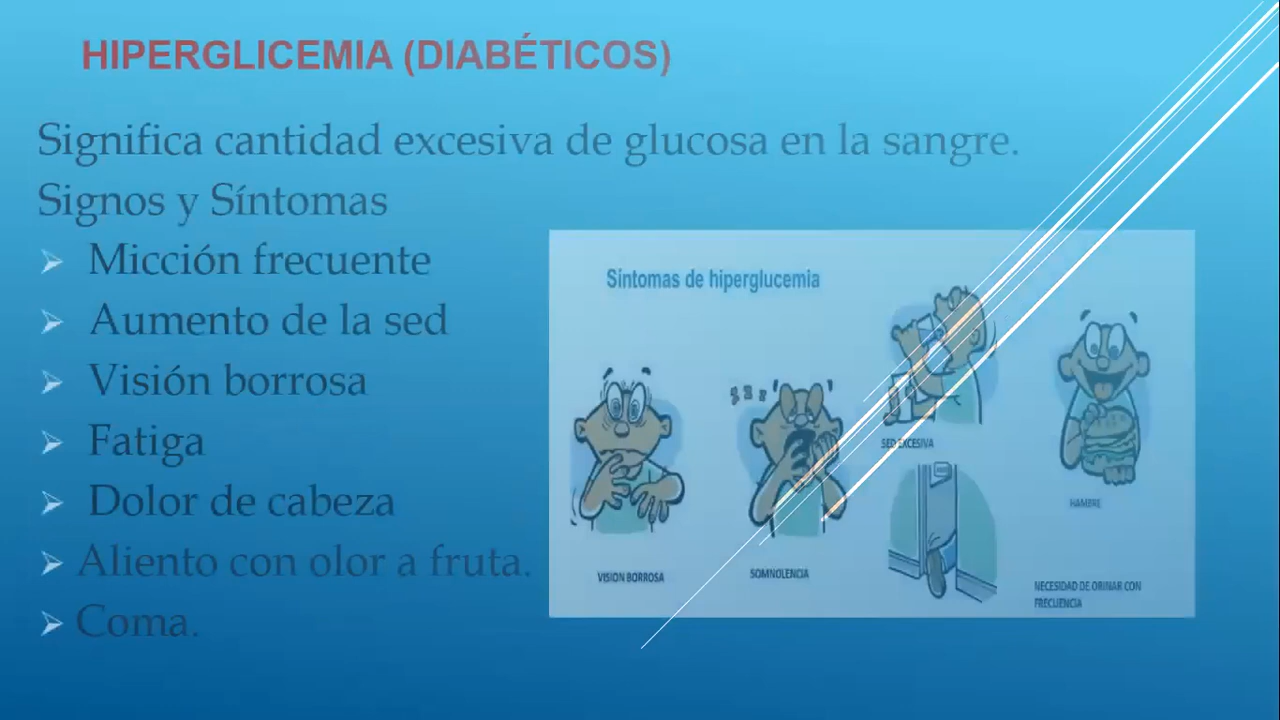 HIPERGLICEMIA (DIABÉTICOS)
Significa cantidad excesiva de glucosa en la sangre.
Signos y Síntomas
Micción frecuente
Aumento de la sed
Visión borrosa
Fatiga
Dolor de cabeza
Aliento con olor a fruta.
Coma.
Síntomas de hiperglucemia
zzz
SED EXCESIVA
HAMBRE
VISION BORROSA
SOMNOLENCIA
NECESIDAD DE ORINAR CON
FRECUENCIA